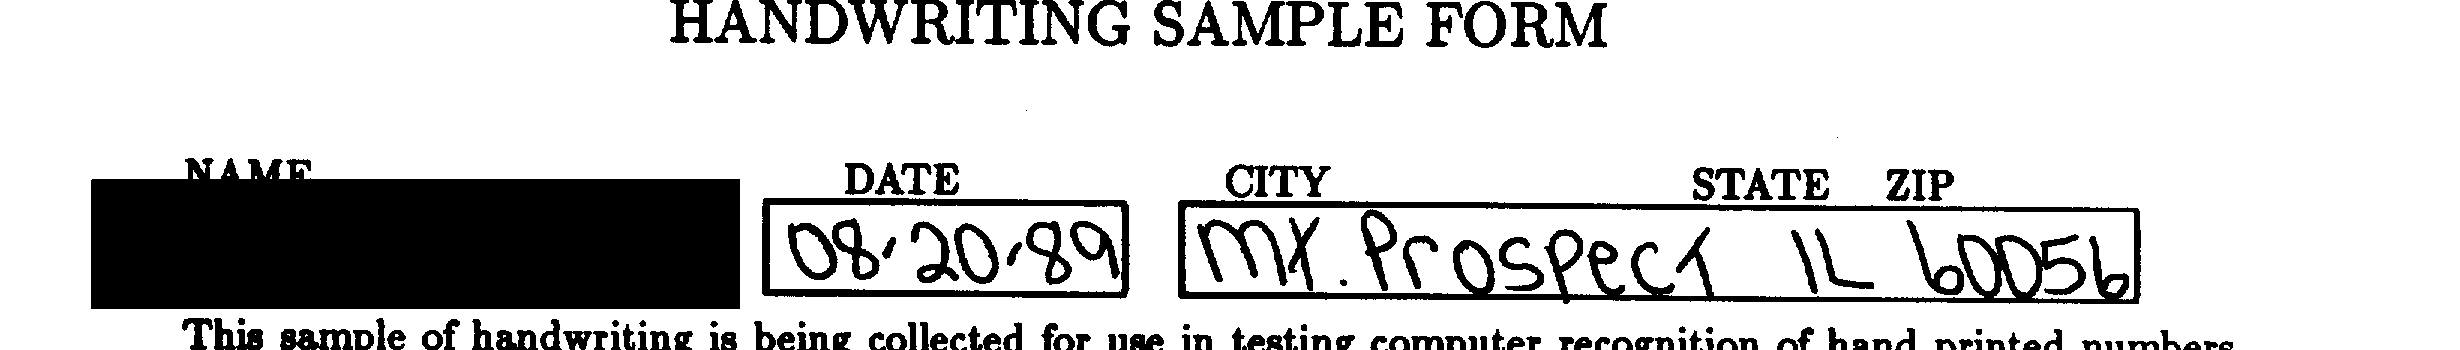 HANDWRITING SAMPLE FORM
NAME DATE CITY STATE ZIP
08-20-89 Mt. Prospect IL 60056
This sample of handwriting is being collected for use in testing computer recognition of hand printed numbers